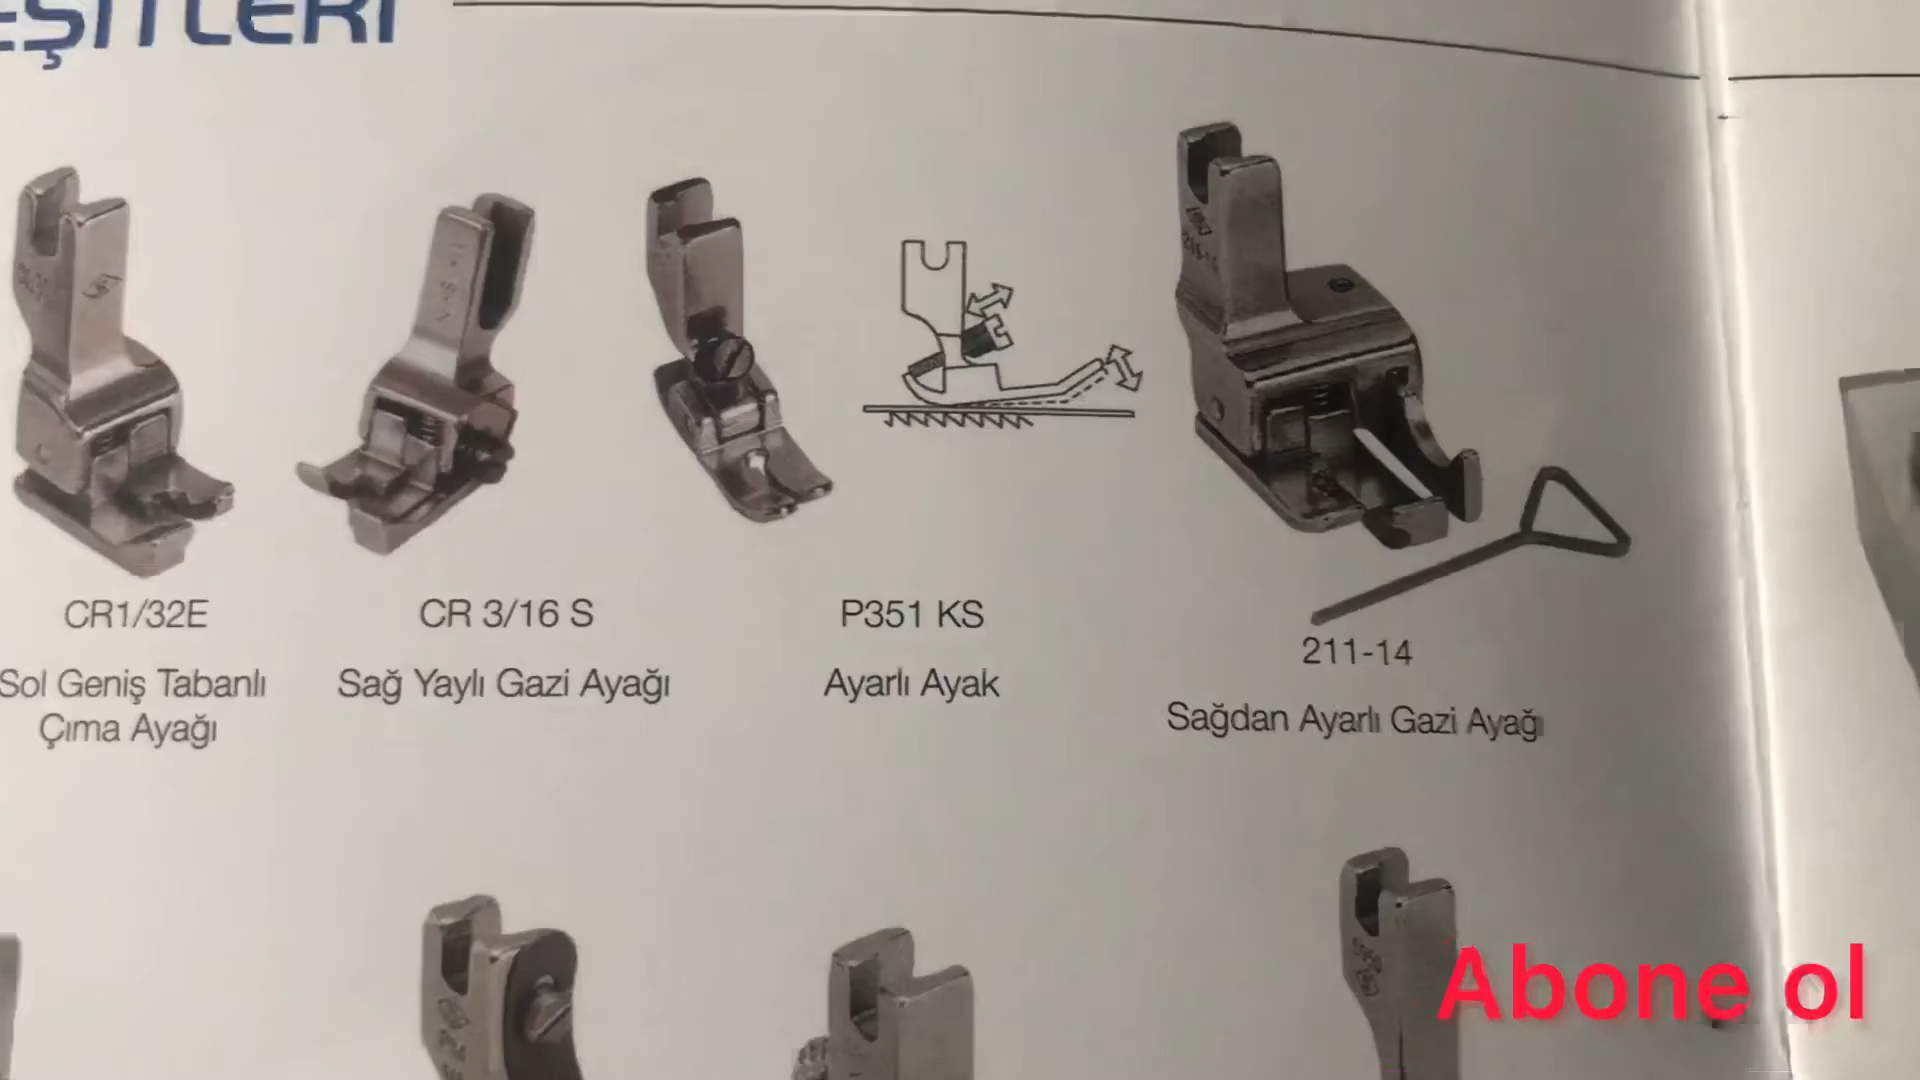 EŞİTLERİ
CR1/32E
Sol Geniş Tabanlı
Çıma Ayağı
CR 3/16 S
Sağ Yaylı Gazi Ayağı
P351 KS
Ayarlı Ayak
211-14
Sağdan Ayarlı Gazi Ayağı
Abone ol